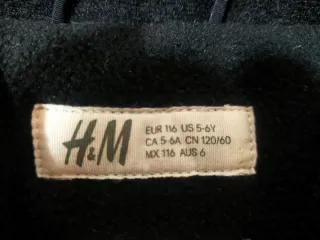 H&M
EUR 116 US 5-6Y
CA 5-6A CN 120/60
MX 116 AUS 6